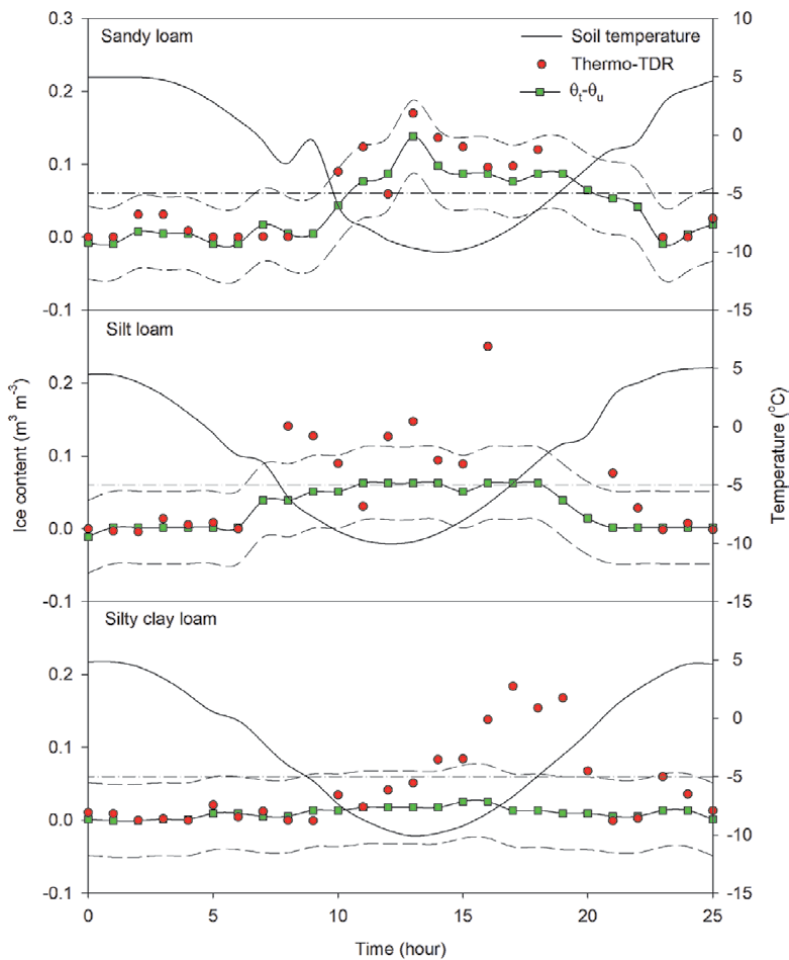 Sandy loam
Soil temperature
Thermo-TDR
θt-θu
0.3
0.2
0.1
0.0
-0.1
10
5
0
-5
-10
-15
Silt loam
0.2
0.1
0.0
-0.1
5
0
-5
-10
-15
Silty clay loam
0.2
0.1
0.0
-0.1
5
0
-5
-10
-15
Ice content (m³ m⁻³)
Temperature (°C)
0 5 10 15 20 25
Time (hour)